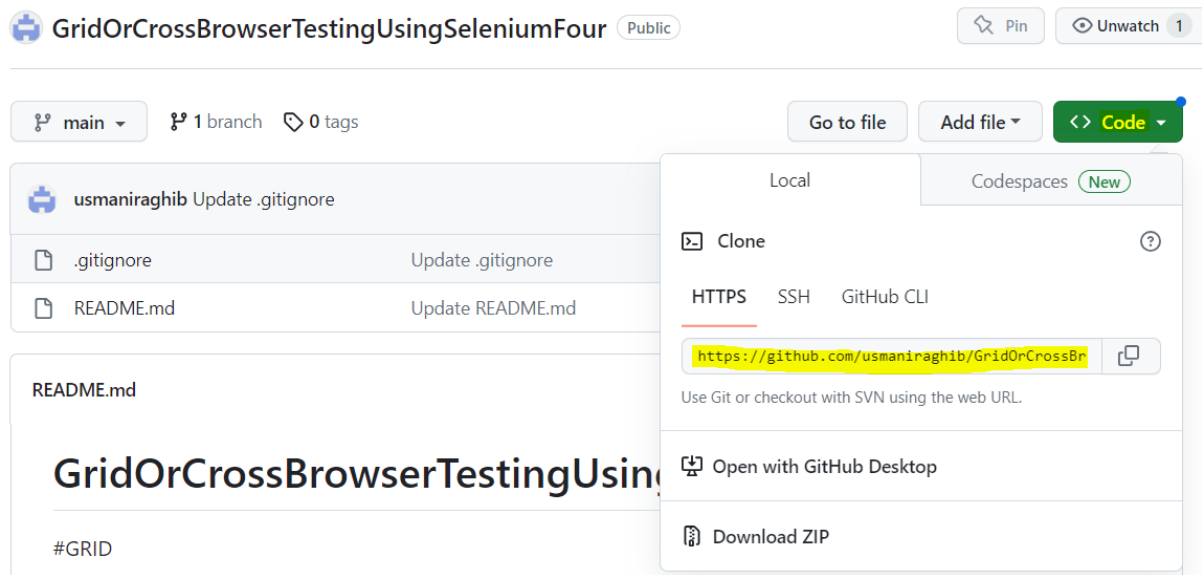 GridOrCrossBrowserTestingUsingSeleniumFour Public
Pin
Unwatch 1
main
1 branch
0 tags
Go to file
Add file
<> Code
usmaniraghib Update .gitignore
.gitignore Update .gitignore
README.md Update README.md
Local
Codespaces New
Clone
HTTPS SSH GitHub CLI
https://github.com/usmaniraghib/GridOrCrossBr
Use Git or checkout with SVN using the web URL.
Open with GitHub Desktop
Download ZIP
README.md
GridOrCrossBrowserTestingUsing
#GRID